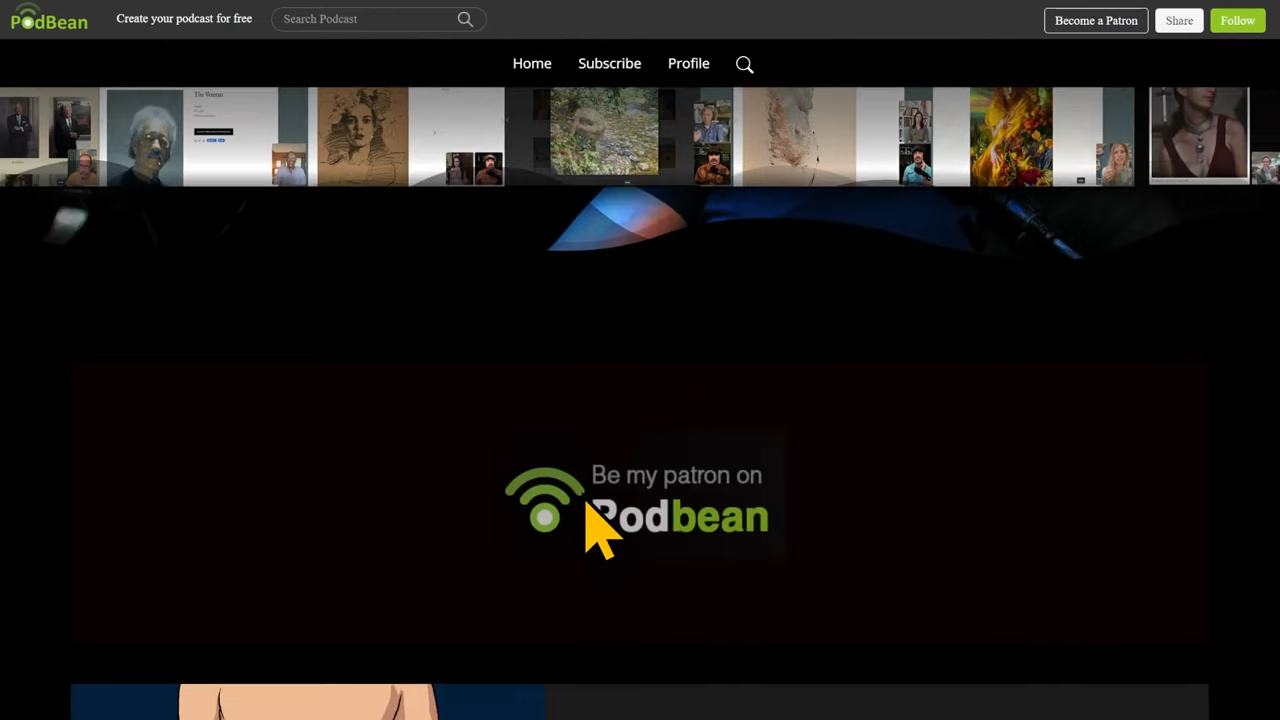 PodBean
Create your podcast for free
Search Podcast
Become a Patron
Share
Follow
Home
Subscribe
Profile
Be my patron on
Podbean